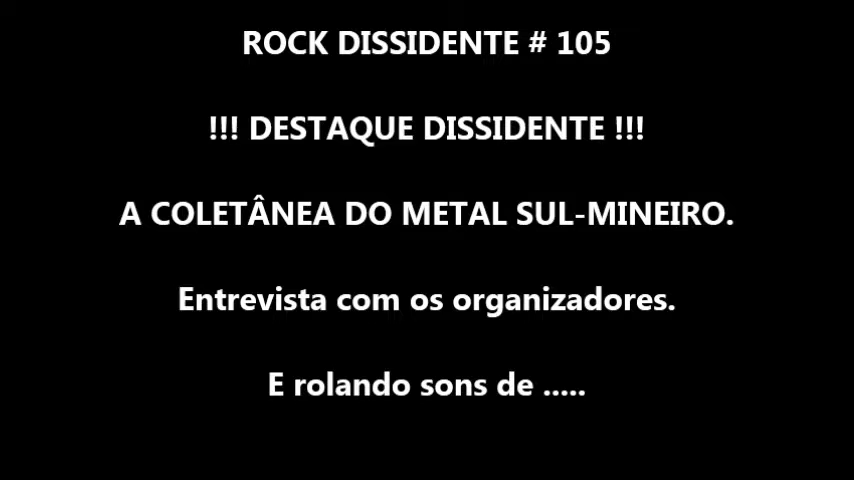 ROCK DISSIDENTE # 105
!!! DESTAQUE DISSIDENTE !!!
A COLETÂNEA DO METAL SUL-MINEIRO.
Entrevista com os organizadores.
E rolando sons de .....